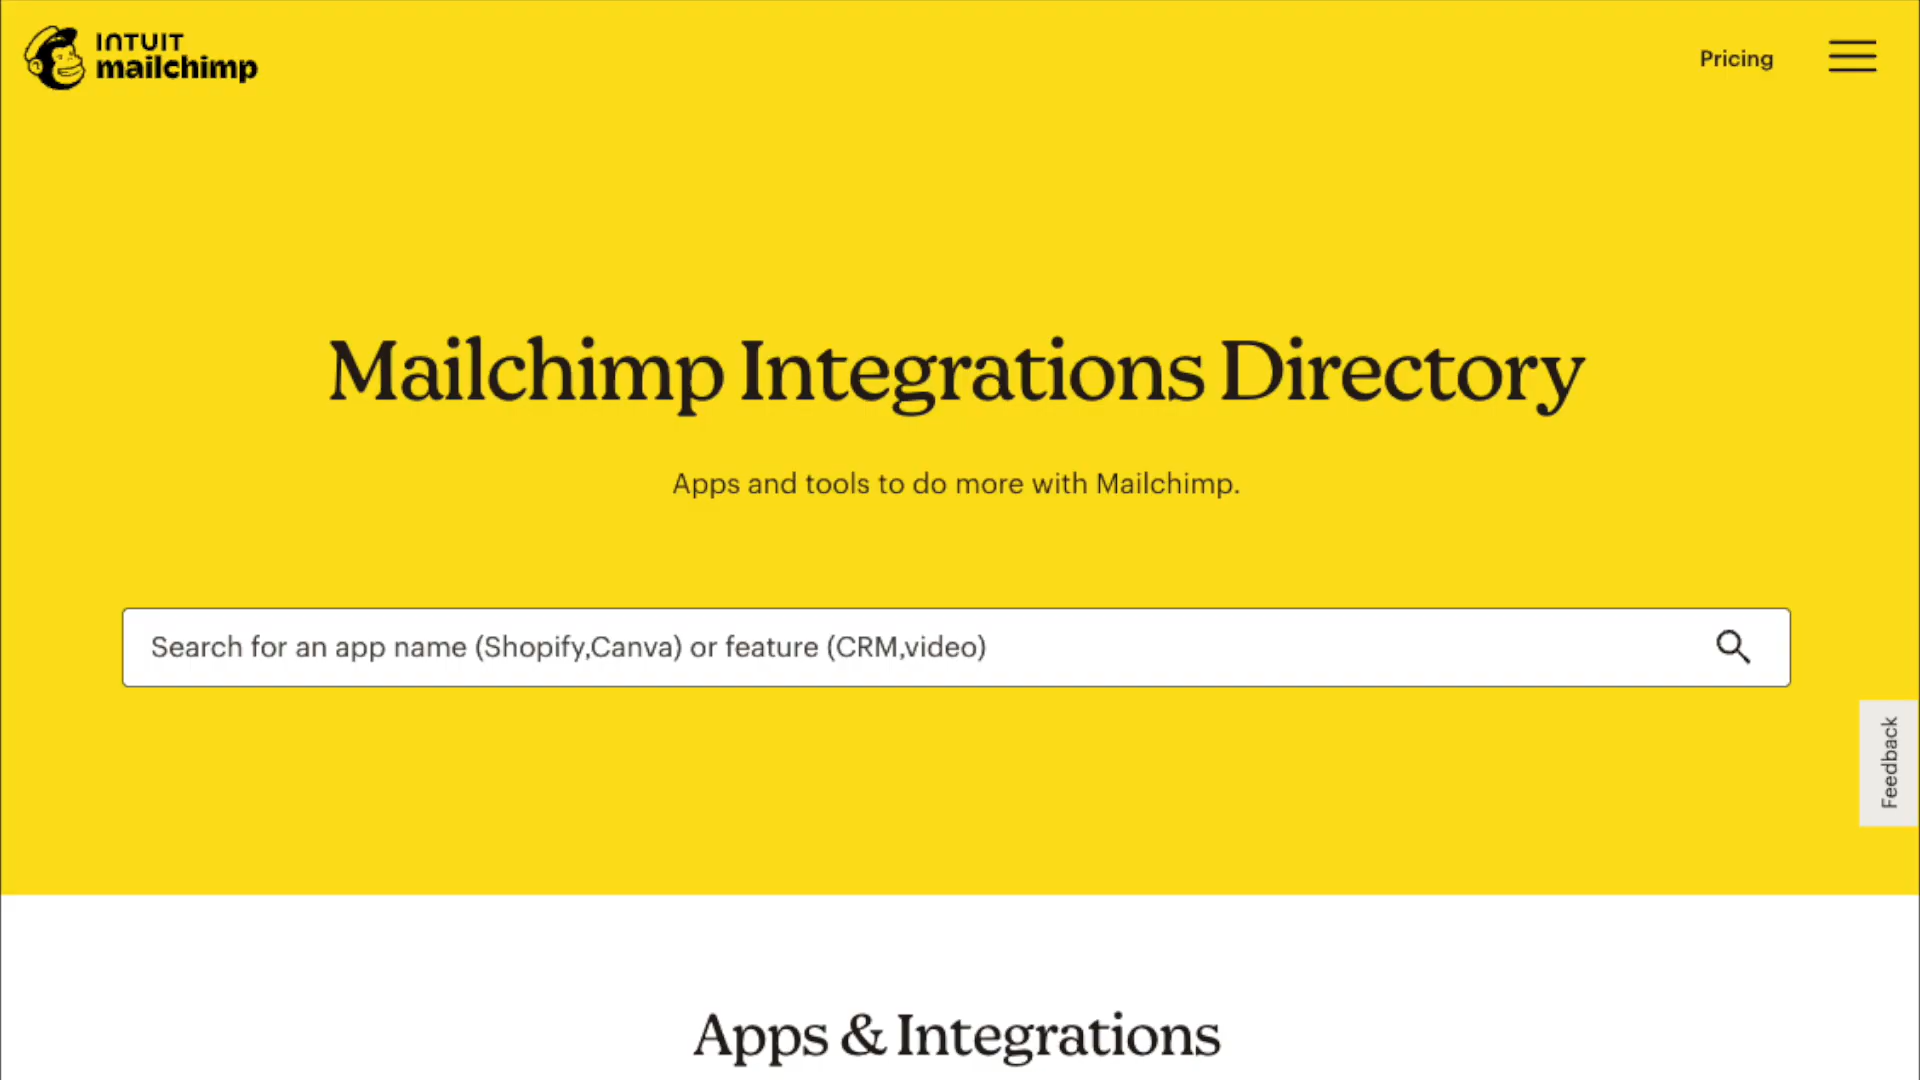 INTUIT
mailchimp
Pricing
Mailchimp Integrations Directory
Apps and tools to do more with Mailchimp.
Search for an app name (Shopify,Canva) or feature (CRM,video)
Feedback
Apps & Integrations